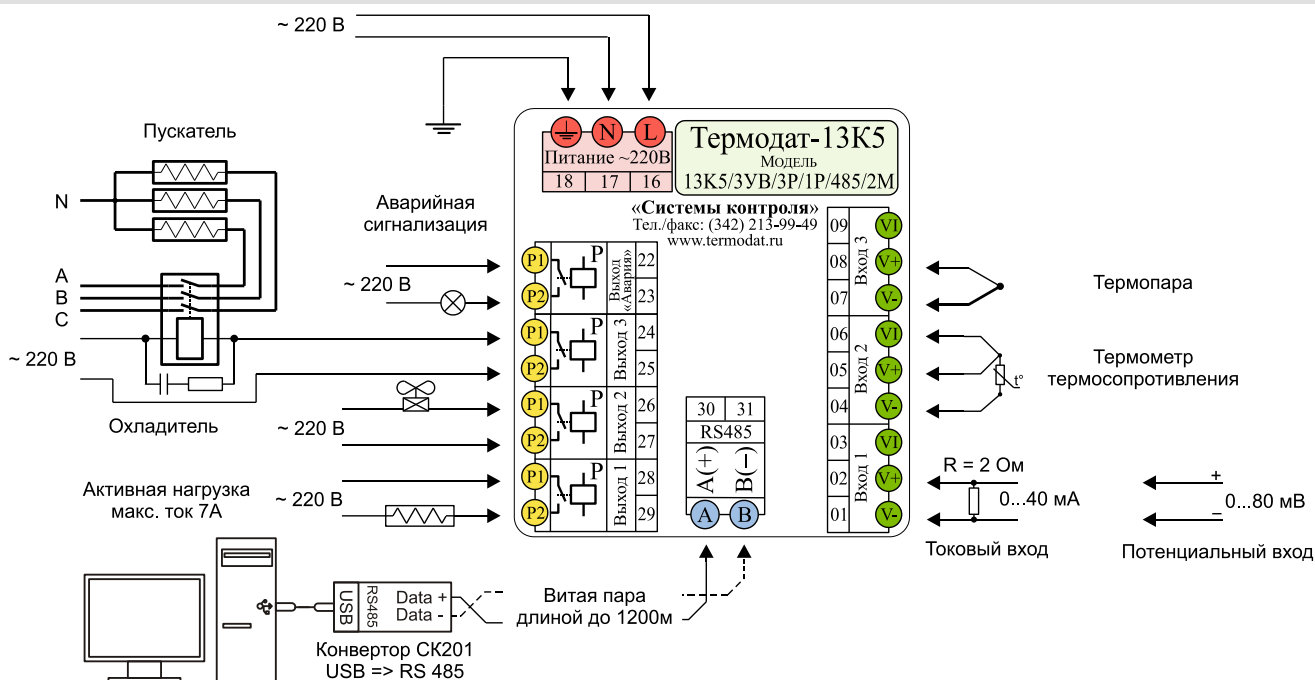 ~ 220 В
Пускатель
N
A
B
C
~ 220 В
Охладитель
Аварийная
сигнализация
~ 220 В
~ 220 В
Активная нагрузка
макс. ток 7А
~ 220 В
N
L
Питание ~220В
18
17
16
Термодат-13К5
Модель
13К5/3УВ/3Р/1Р/485/2М
«Системы контроля»
Тел./факс: (342) 213-99-49
www.termodat.ru
P1
P2
P
Выход
«Авария»
22
23
P1
P2
P
Выход 3
24
25
P1
P2
P
Выход 2
26
27
P1
P2
P
Выход 1
28
29
30
31
RS485
A(+)
B(−)
A
B
09
08
07
Вход 3
VI
V+
V-
06
05
04
Вход 2
VI
V+
V-
03
02
01
Вход 1
VI
V+
V-
Термопара
Термометр
термосопротивления
t°
R = 2 Ом
0...40 мА
Токовый вход
+
0...80 мВ
−
Потенциальный вход
USB
RS485
Data +
Data -
Конвертор СК201
USB => RS 485
Витая пара
длиной до 1200м